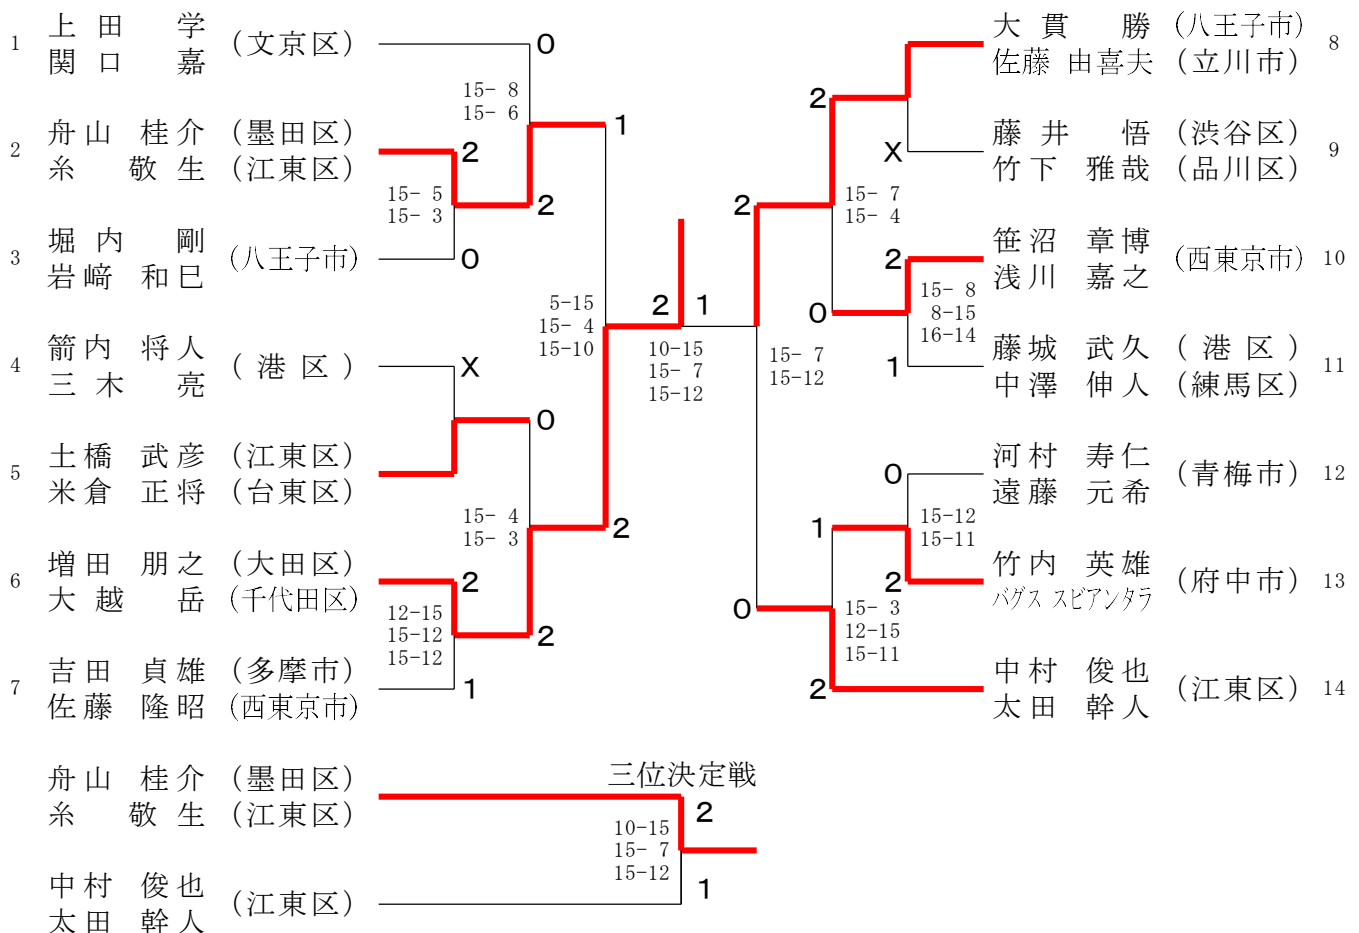 1 上田 学 (文京区)
関口 嘉
2 舟山 桂介 (墨田区)
糸 敬生 (江東区)
3 堀内 剛 (八王子市)
岩﨑 和巳
4 箭内 将人 (港区)
三木 亮
5 土橋 武彦 (江東区)
米倉 正将 (台東区)
6 増田 朋之 (大田区)
大越 岳 (千代田区)
7 吉田 貞雄 (多摩市)
佐藤 隆昭 (西東京市)
0
15- 8
15- 6
2
15- 5
15- 3
2
0
1
5-15
15- 4
15-10
X
0
15- 4
15- 3
2
2
12-15
15-12
15-12
2
1
2 1
10-15
15- 7
15-12
大貫 勝 (八王子市) 8
佐藤 由喜夫 (立川市)
藤井 悟 (渋谷区) 9
竹下 雅哉 (品川区)
笹沼 章博 (西東京市) 10
浅川 嘉之
藤城 武久 (港区) 11
中澤 伸人 (練馬区)
河村 寿仁 (青梅市) 12
遠藤 元希
竹内 英雄 (府中市) 13
バグス スビアンタラ
中村 俊也 (江東区) 14
太田 幹人
2
X
15- 7
15- 4
2
2
15- 8
8-15
16-14
0
1
15- 7
15-12
0
15-12
15-11
1
2
0
15- 3
12-15
15-11
2
三位決定戦
舟山 桂介 (墨田区)
糸 敬生 (江東区)
2
10-15
15- 7
15-12
1
中村 俊也 (江東区)
太田 幹人